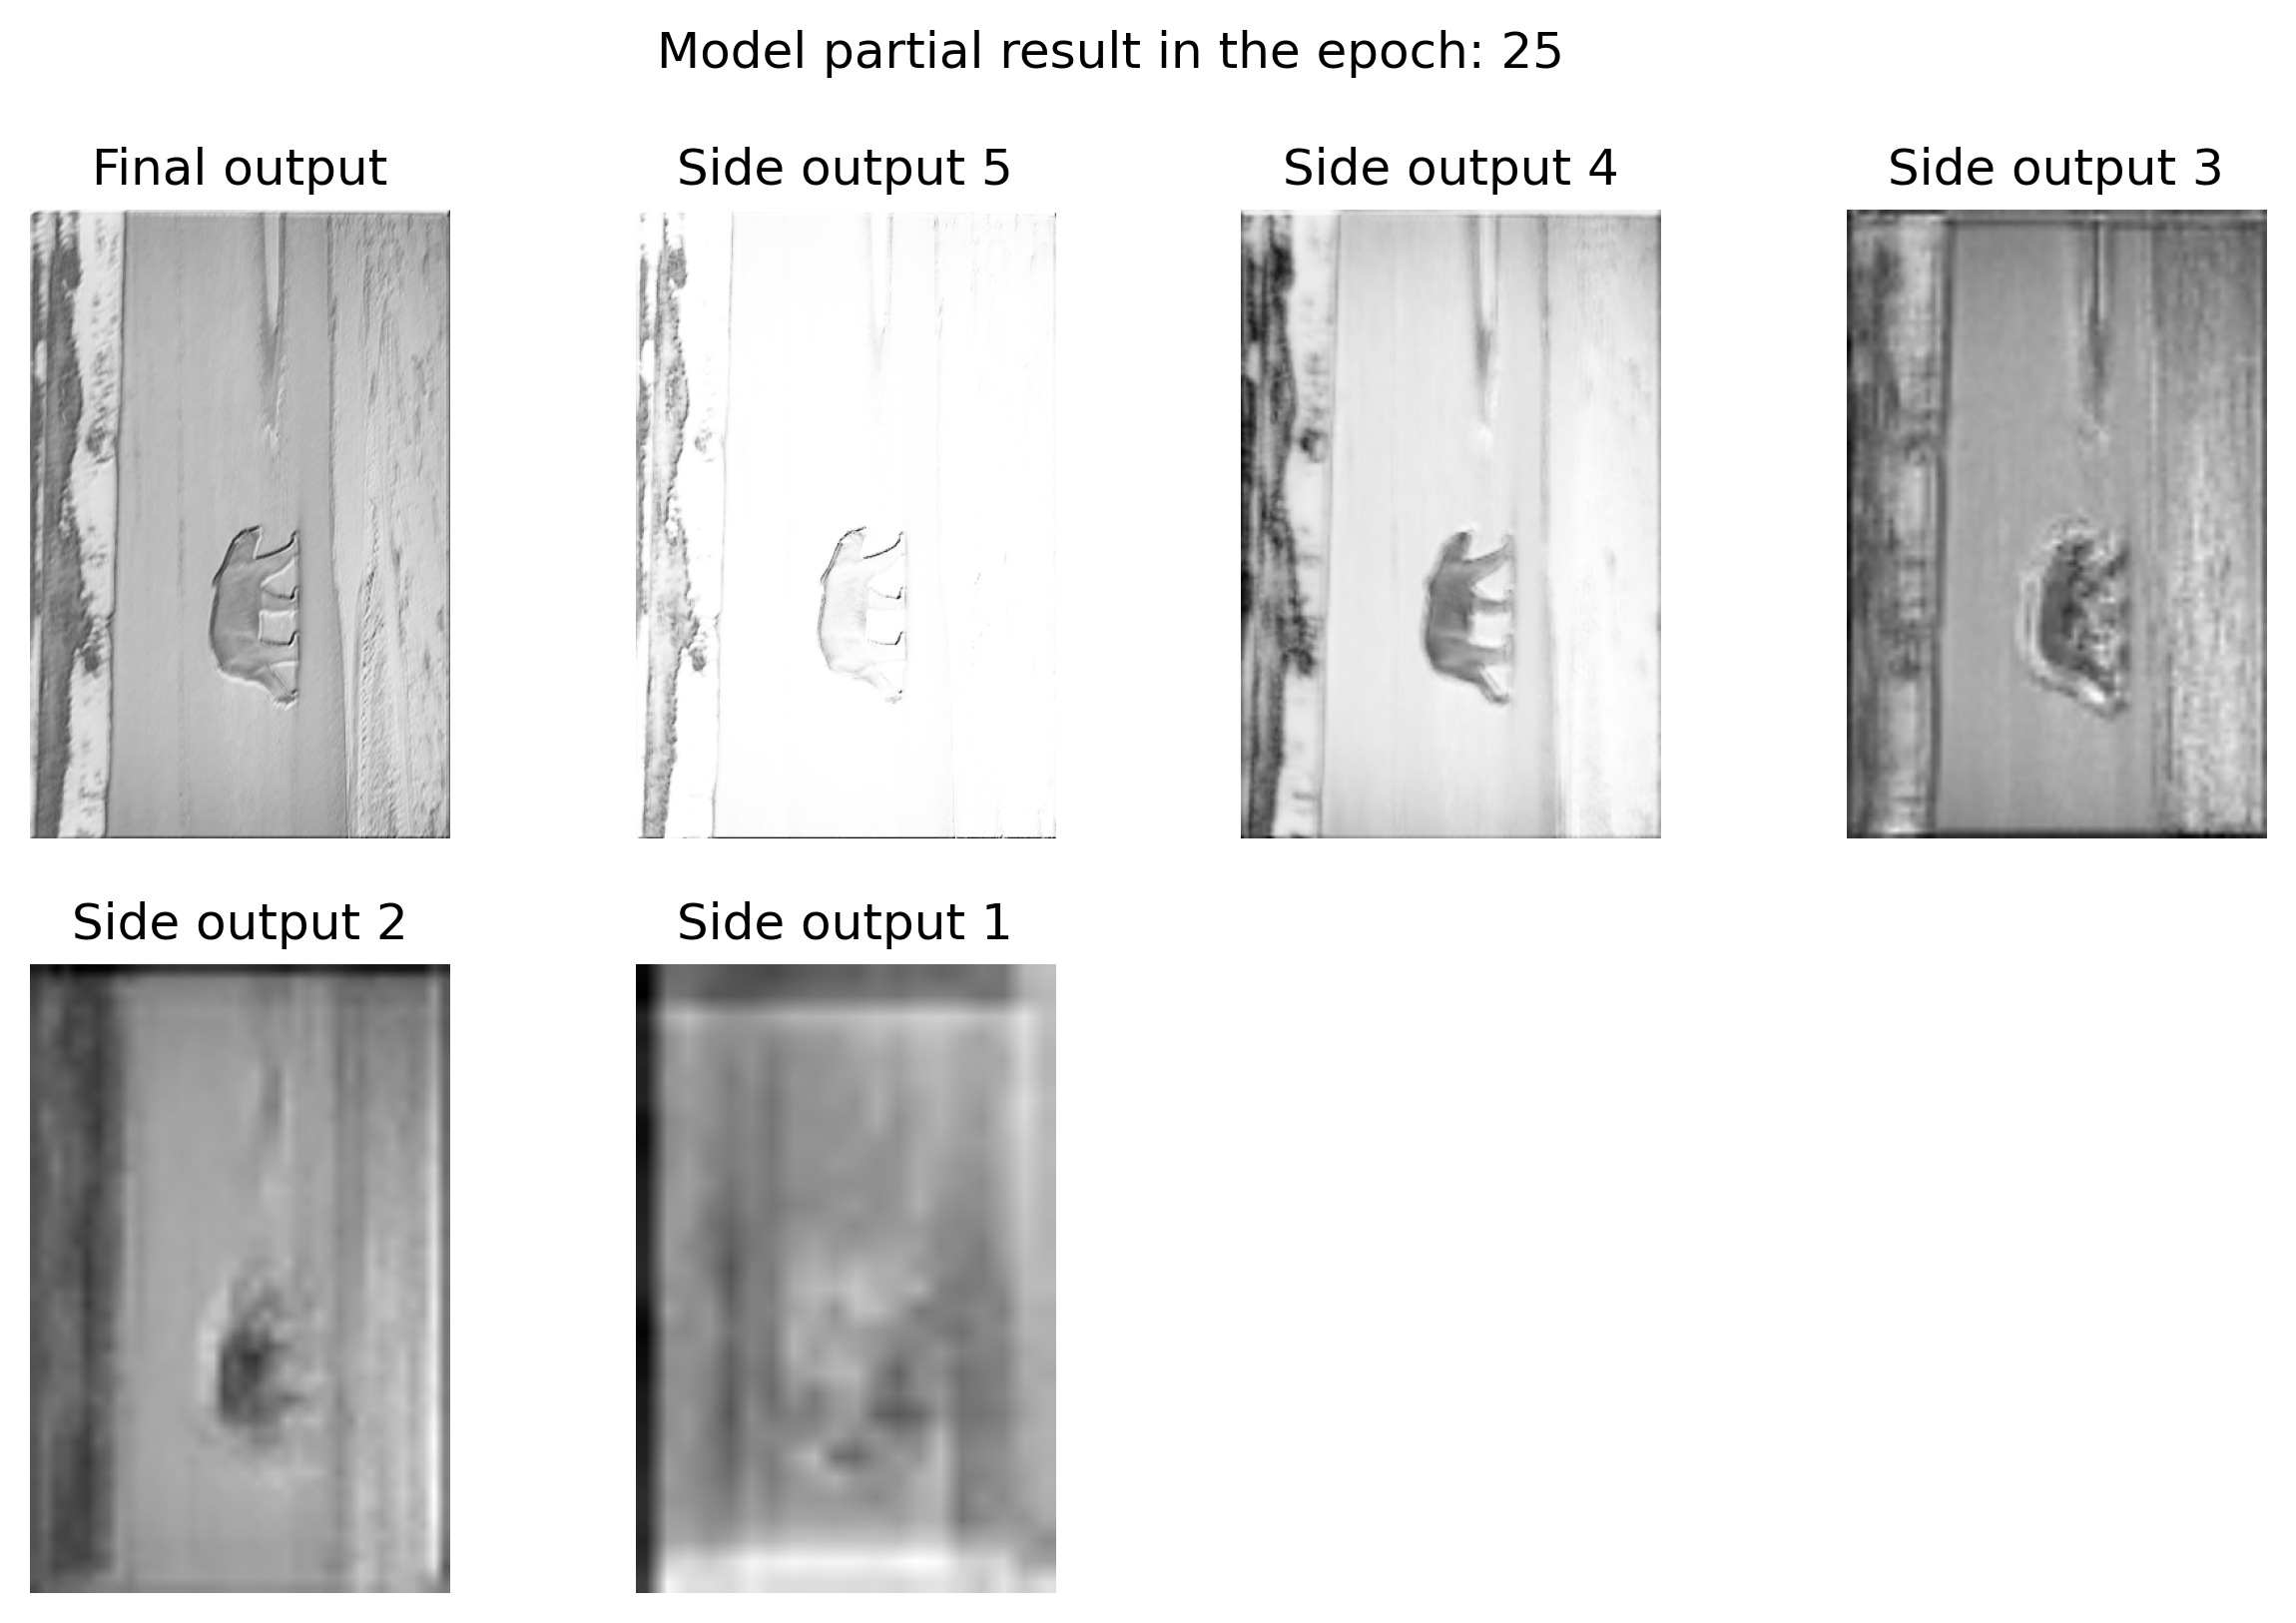 Model partial result in the epoch: 25
Final output
Side output 5
Side output 4
Side output 3
Side output 2
Side output 1